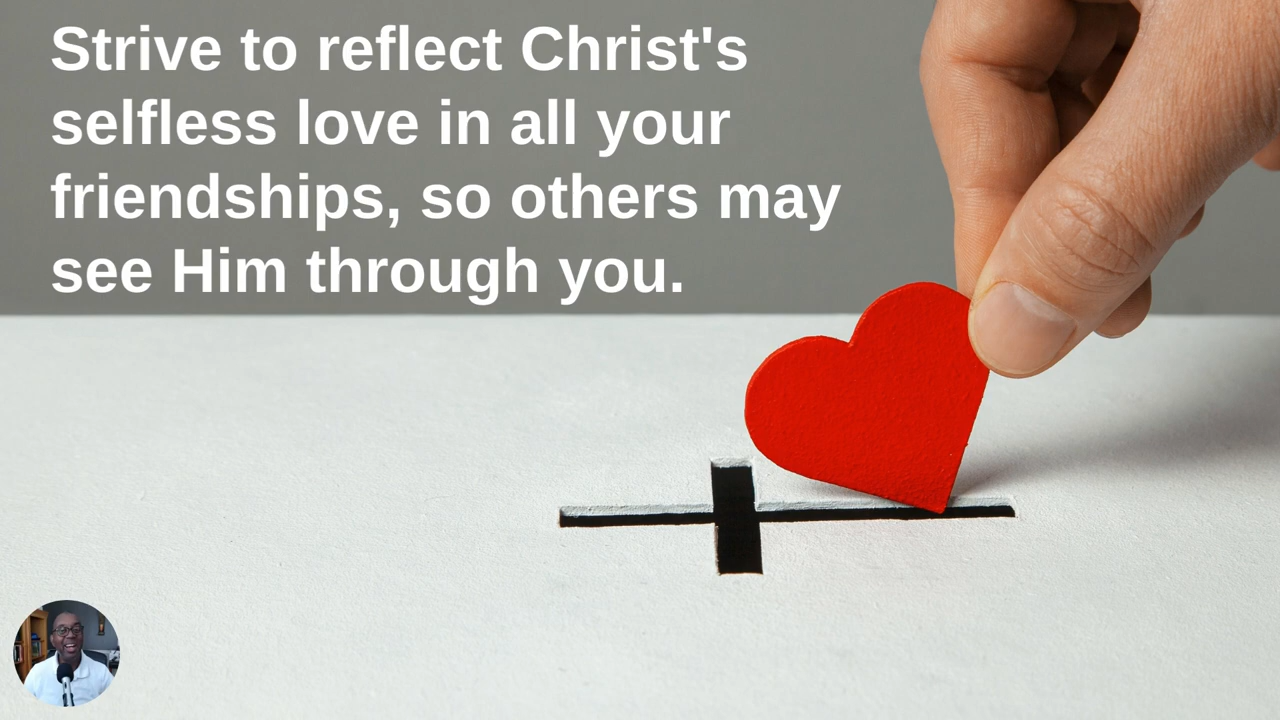 Strive to reflect Christ's
selfless love in all your
friendships, so others may
see Him through you.